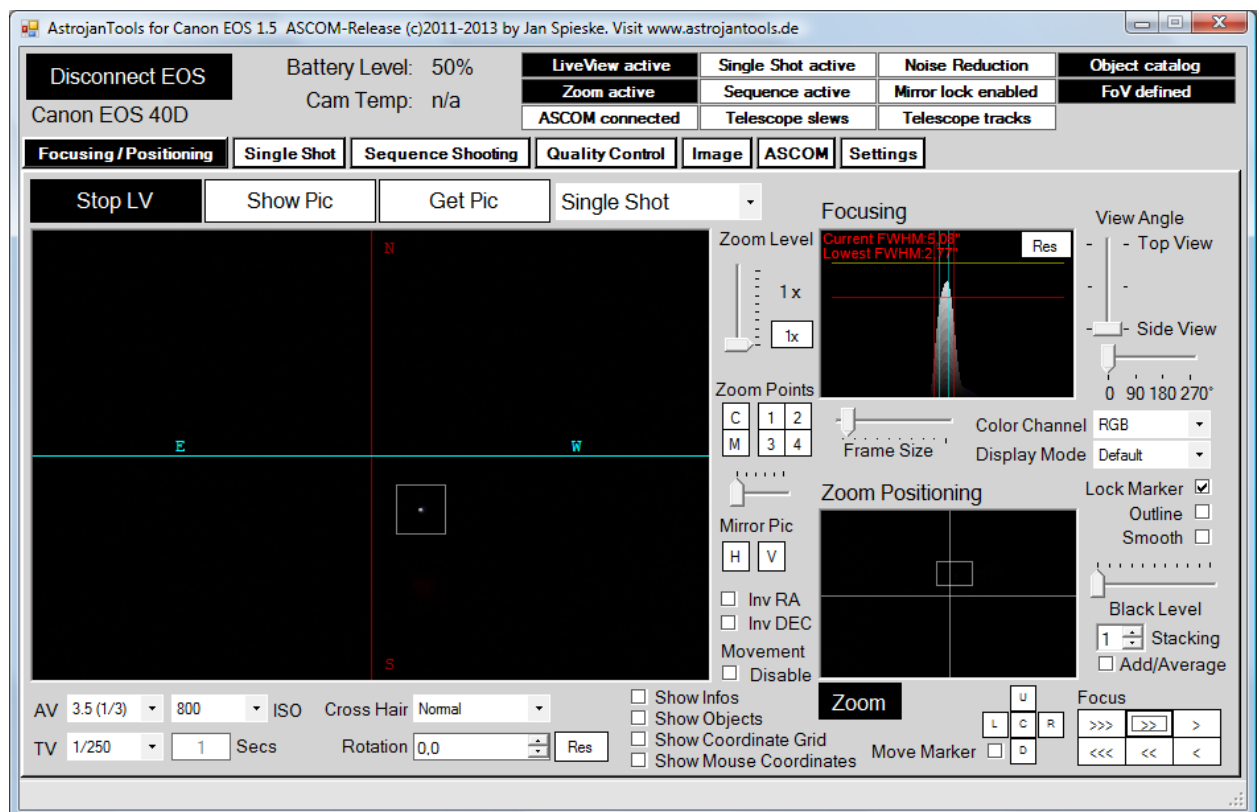 AstrojanTools for Canon EOS 1.5 ASCOM-Release (c)2011-2013 by Jan Spieske. Visit www.astrojantools.de
Disconnect EOS
Battery Level: 50%
LiveView active
Single Shot active
Noise Reduction
Object catalog
Cam Temp: n/a
Zoom active
Sequence active
Mirror lock enabled
FoV defined
Canon EOS 40D
ASCOM connected
Telescope slews
Telescope tracks
Focusing/Positioning
Single Shot
Sequence Shooting
Quality Control
Image
ASCOM
Settings
Stop LV
Show Pic
Get Pic
Single Shot
N
E
W
S
Zoom Level
1 x
1x
Zoom Points
C
1
2
M
3
4
Mirror Pic
H
V
Inv RA
Inv DEC
Movement
Disable
Focusing
Current FWHM:5,08"
Lowest FWHM:2,77"
Res
View Angle
Top View
Side View
0 90 180 270°
Frame Size
Color Channel
RGB
Display Mode
Default
Zoom Positioning
Lock Marker
Outline
Smooth
Black Level
1
Stacking
Add/Average
AV
3.5 (1/3)
800
ISO
Cross Hair
Normal
TV
1/250
1
Secs
Rotation
0,0
Res
Show Infos
Show Objects
Show Coordinate Grid
Show Mouse Coordinates
Zoom
Move Marker
U
L
C
R
D
Focus
>>>
>>
>
<<<
<<
<